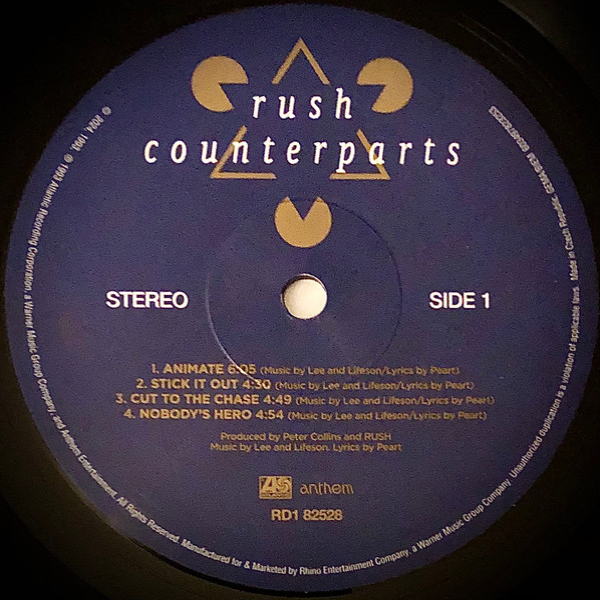 rush
counterparts
STEREO
SIDE 1
1. ANIMATE 6:05 (Music by Lee and Lifeson/Lyrics by Peart)
2. STICK IT OUT 4:30 (Music by Lee and Lifeson/Lyrics by Peart)
3. CUT TO THE CHASE 4:49 (Music by Lee and Lifeson/Lyrics by Peart)
4. NOBODY'S HERO 4:54 (Music by Lee and Lifeson/Lyrics by Peart)
Produced by Peter Collins and RUSH
Music by Lee and Lifeson. Lyrics by Peart
anthem
RD1 82528
℗ 1993 Atlantic Recording Corporation, a Warner Music Group Company, and Anthem Entertainment. All Rights Reserved. Manufactured for & Marketed by Rhino Entertainment Company, a Warner Music Group Company. Unauthorized duplication is a violation of applicable laws. Made in Czech Republic.